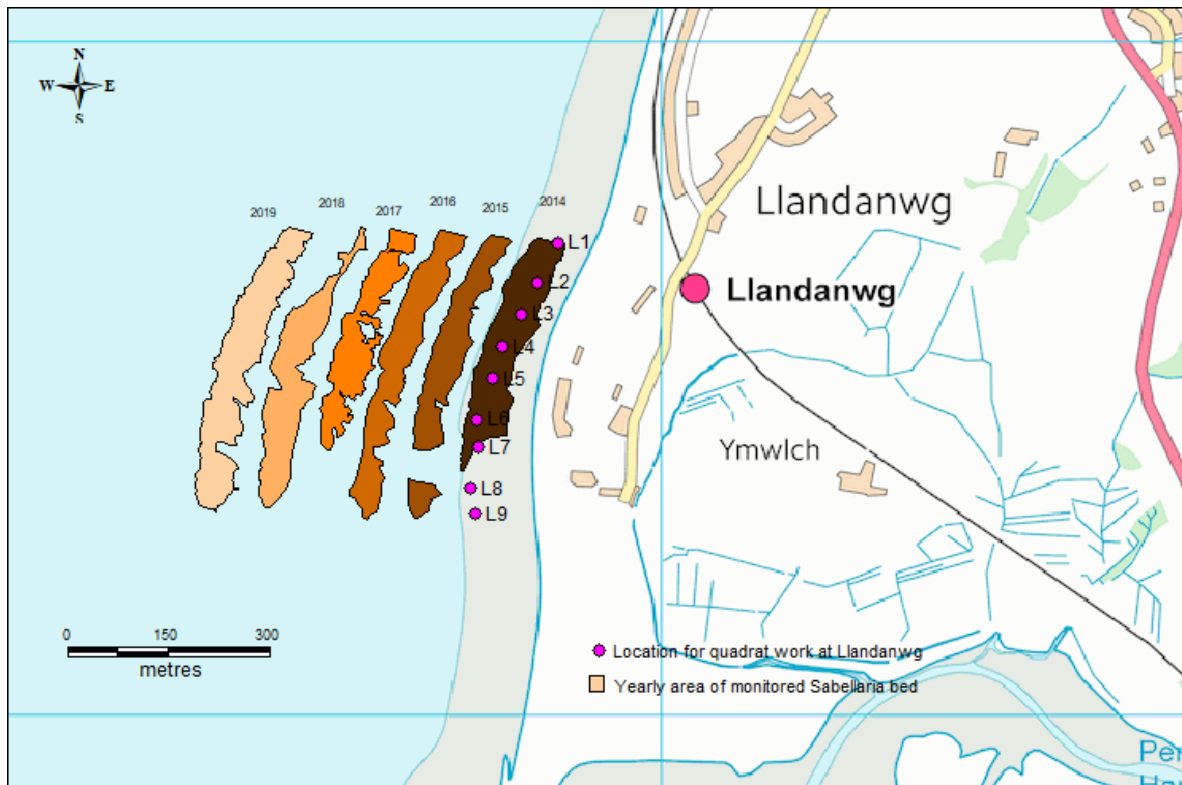 N
W E
S
2019 2018 2017 2016 2015 2014
L1
L2
L3
L4
L5
L6
L7
L8
L9
Llandanwg
Llandanwg
Ymwlch
0 150 300
metres
Location for quadrat work at Llandanwg
Yearly area of monitored Sabellaria bed
Per